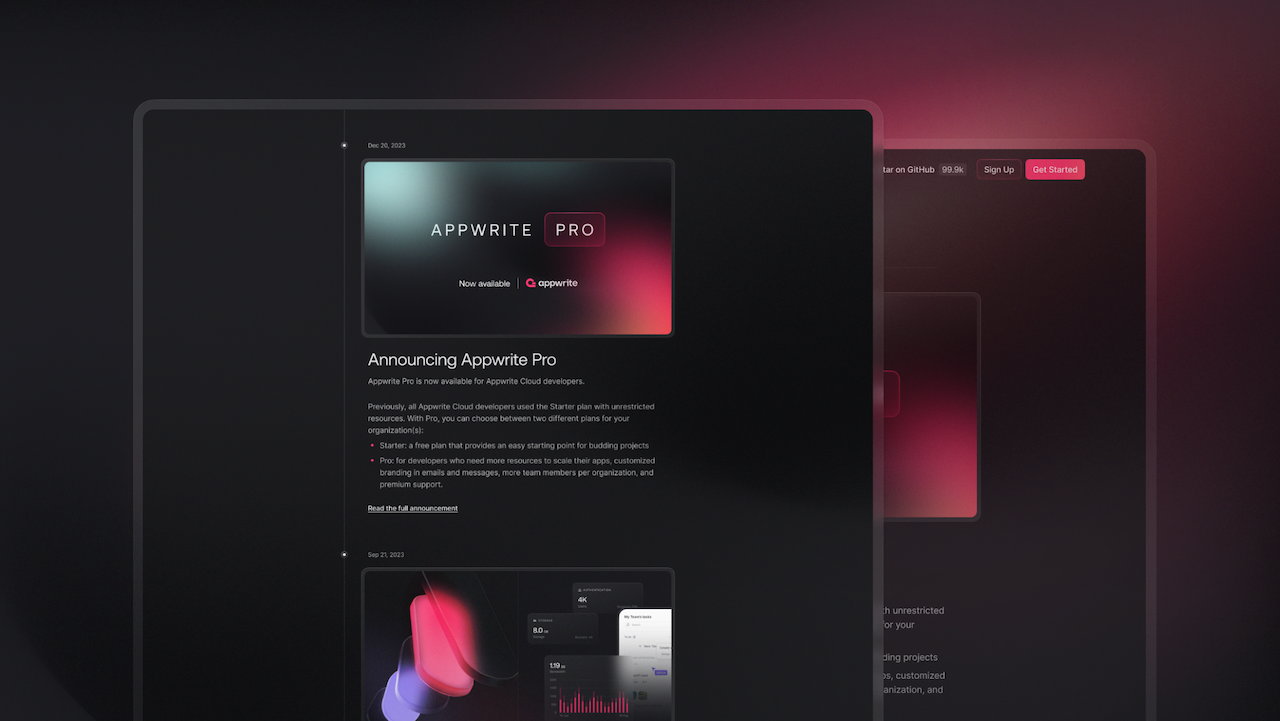 Dec 20, 2023
APPWRITE PRO
Now available | appwrite
Announcing Appwrite Pro
Appwrite Pro is now available for Appwrite Cloud developers.
Previously, all Appwrite Cloud developers used the Starter plan with unrestricted
resources. With Pro, you can choose between two different plans for your
organization(s):
• Starter: a free plan that provides an easy starting point for budding projects
• Pro: for developers who need more resources to scale their apps, customized
branding in emails and messages, more team members per organization, and
premium support.
Read the full announcement
Sep 21, 2023
4K
8.0
My Team's tasks
1.19
tar on GitHub 99.9k Sign Up Get Started
h unrestricted
for your
ding projects
os, customized
anization, and